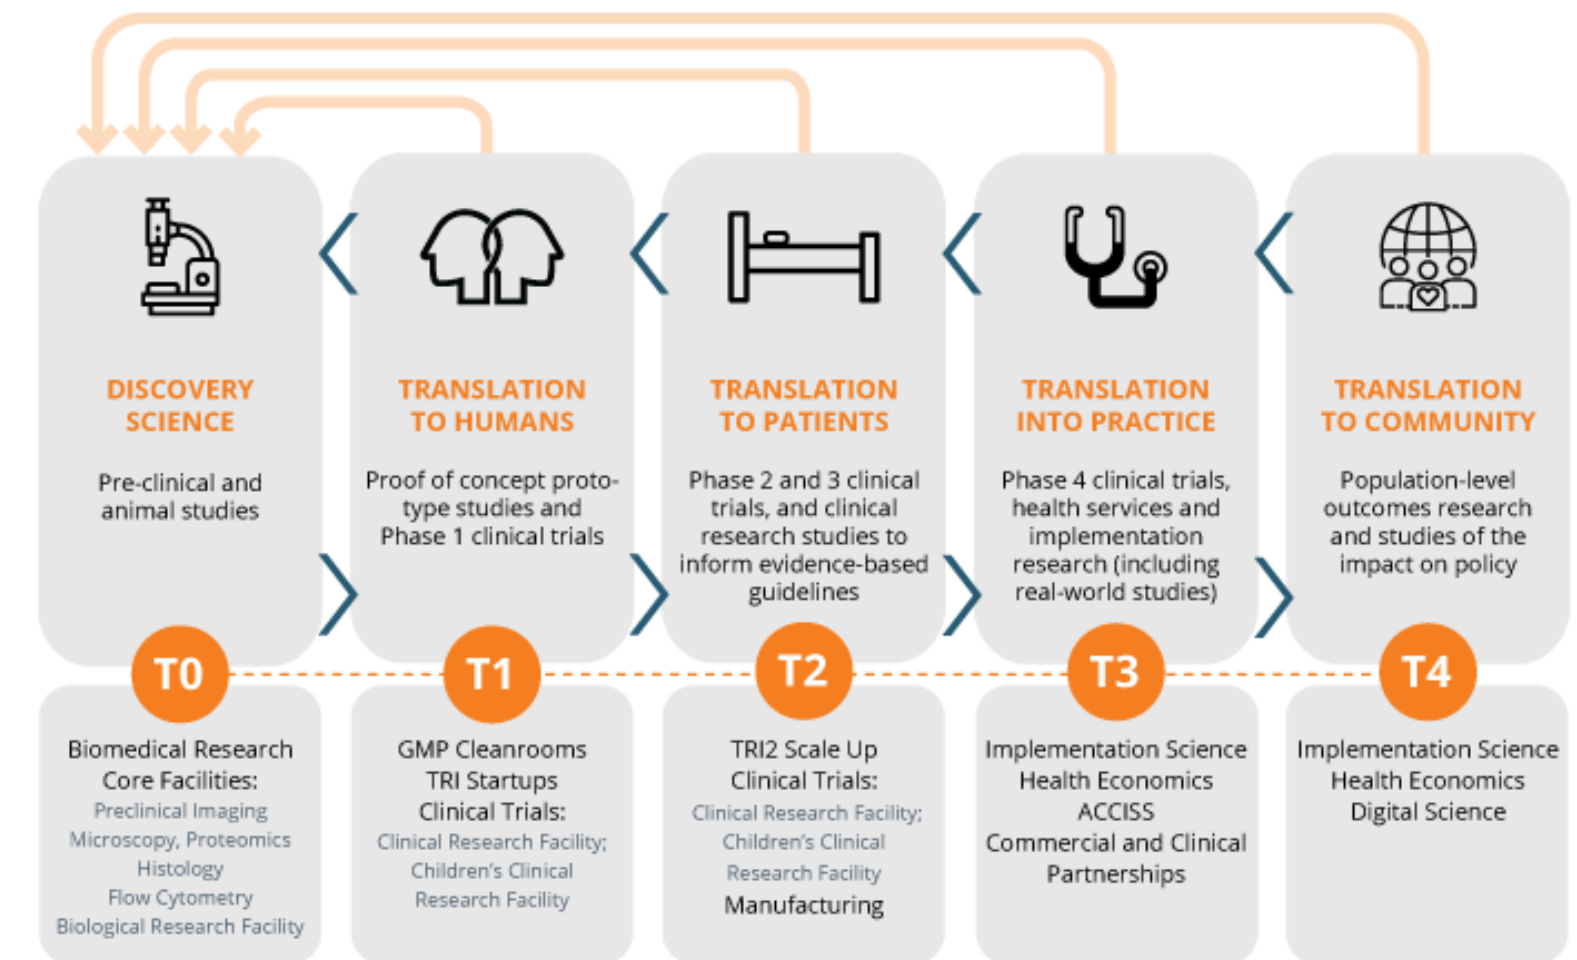 DISCOVERY
SCIENCE
Pre-clinical and
animal studies
TRANSLATION
TO HUMANS
Proof of concept proto-
type studies and
Phase 1 clinical trials
TRANSLATION
TO PATIENTS
Phase 2 and 3 clinical
trials, and clinical
research studies to
inform evidence-based
guidelines
TRANSLATION
INTO PRACTICE
Phase 4 clinical trials,
health services and
implementation
research (including
real-world studies)
TRANSLATION
TO COMMUNITY
Population-level
outcomes research
and studies of the
impact on policy
T0
Biomedical Research
Core Facilities:
Preclinical Imaging
Microscopy, Proteomics
Histology
Flow Cytometry
Biological Research Facility
T1
GMP Cleanrooms
TRI Startups
Clinical Trials:
Clinical Research Facility;
Children's Clinical
Research Facility
T2
TRI2 Scale Up
Clinical Trials:
Clinical Research Facility;
Children's Clinical
Research Facility
Manufacturing
T3
Implementation Science
Health Economics
ACCISS
Commercial and Clinical
Partnerships
T4
Implementation Science
Health Economics
Digital Science